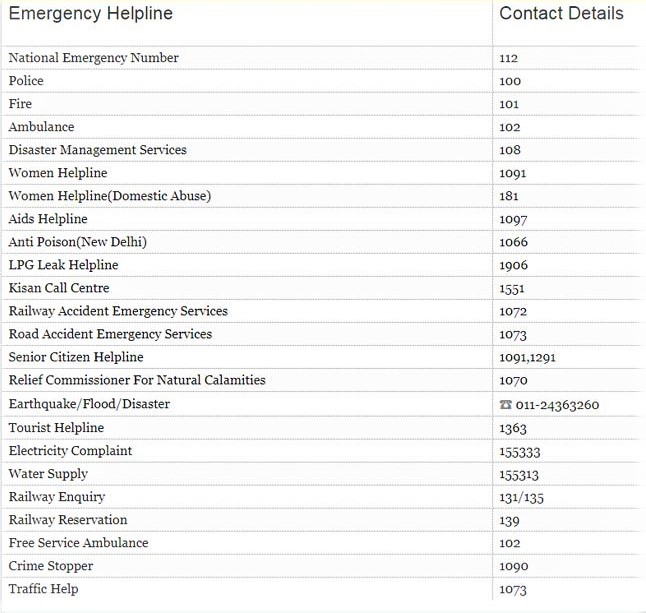 Emergency Helpline Contact Details
National Emergency Number 112
Police 100
Fire 101
Ambulance 102
Disaster Management Services 108
Women Helpline 1091
Women Helpline(Domestic Abuse) 181
Aids Helpline 1097
Anti Poison(New Delhi) 1066
LPG Leak Helpline 1906
Kisan Call Centre 1551
Railway Accident Emergency Services 1072
Road Accident Emergency Services 1073
Senior Citizen Helpline 1091,1291
Relief Commissioner For Natural Calamities 1070
Earthquake/Flood/Disaster ☎ 011-24363260
Tourist Helpline 1363
Electricity Complaint 155333
Water Supply 155313
Railway Enquiry 131/135
Railway Reservation 139
Free Service Ambulance 102
Crime Stopper 1090
Traffic Help 1073